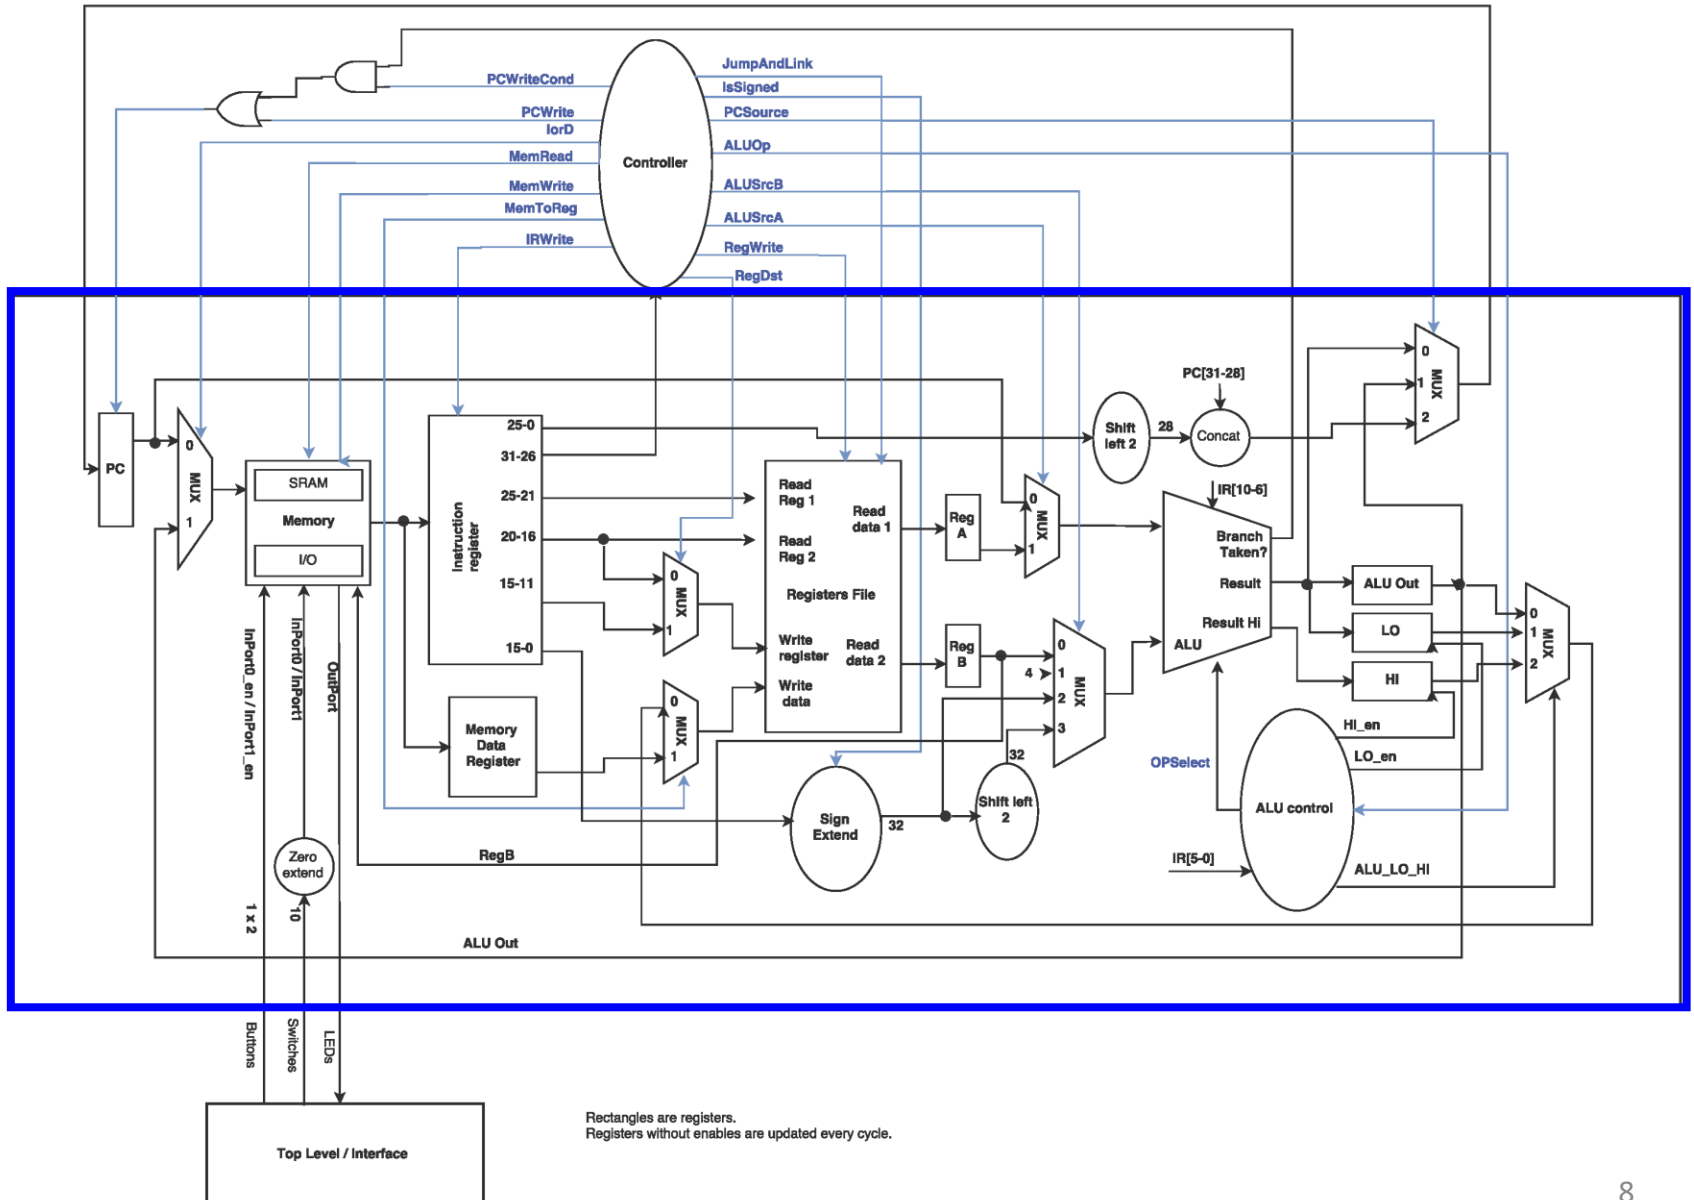 JumpAndLink
PCWriteCond
IsSigned
PCWrite
PCSource
IorD
ALUOp
MemRead
Controller
MemWrite
ALUSrcB
MemToReg
ALUSrcA
IRWrite
RegWrite
RegDst
PC
0
MUX
1
SRAM
Memory
I/O
Instruction
register
25-0
31-26
25-21
20-16
15-11
15-0
0
MUX
1
Read
Reg 1
Read
Reg 2
Read
data 1
Registers File
Write
register
Read
data 2
Write
data
Memory
Data
Register
0
MUX
1
Reg
A
Reg
B
0
MUX
1
0
4
1
2
3
MUX
Shift
left 2
28
PC[31-28]
Concat
0
1
2
MUX
IR[10-6]
Branch
Taken?
Result
Result Hi
ALU
ALU Out
LO
HI
0
1
2
MUX
HI_en
LO_en
OPSelect
ALU control
IR[5-0]
ALU_LO_HI
Sign
Extend
32
Shift left
2
32
RegB
ALU Out
InPort0_en / InPort1_en
InPort0 / InPort1
OutPort
Zero
extend
1 x 2
10
Buttons
Switches
LEDs
Top Level / Interface
Rectangles are registers.
Registers without enables are updated every cycle.
8